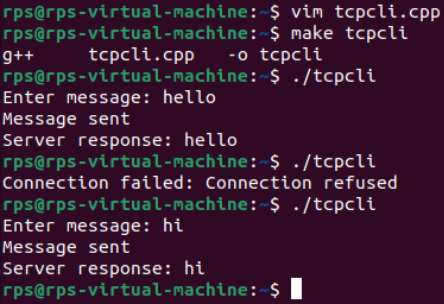 rps@rps-virtual-machine:~$ vim tcpcli.cpp
rps@rps-virtual-machine:~$ make tcpcli
g++     tcpcli.cpp   -o tcpcli
rps@rps-virtual-machine:~$ ./tcpcli
Enter message: hello
Message sent
Server response: hello
rps@rps-virtual-machine:~$ ./tcpcli
Connection failed: Connection refused
rps@rps-virtual-machine:~$ ./tcpcli
Enter message: hi
Message sent
Server response: hi
rps@rps-virtual-machine:~$